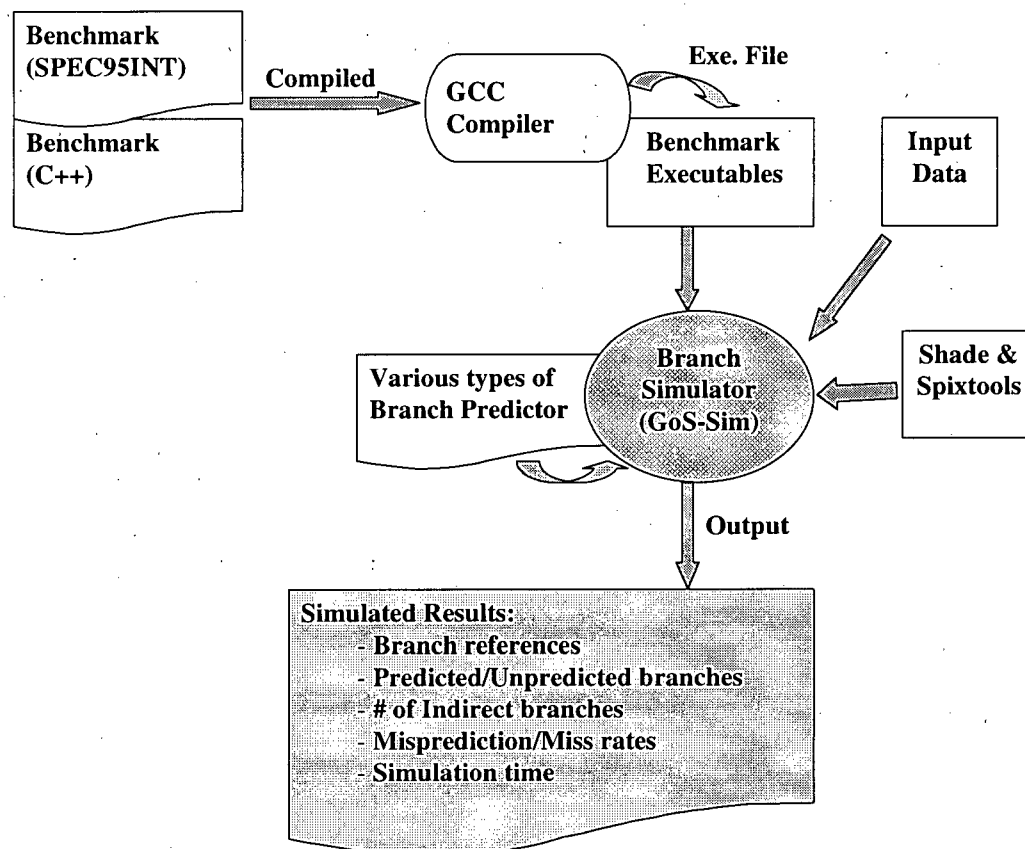 Benchmark
(SPEC95INT)
Benchmark
(C++)
Compiled
GCC
Compiler
Exe. File
Benchmark
Executables
Input
Data
Various types of
Branch Predictor
Branch
Simulator
(GoS-Sim)
Shade &
Spixtools
Output
Simulated Results:
- Branch references
- Predicted/Unpredicted branches
- # of Indirect branches
- Misprediction/Miss rates
- Simulation time